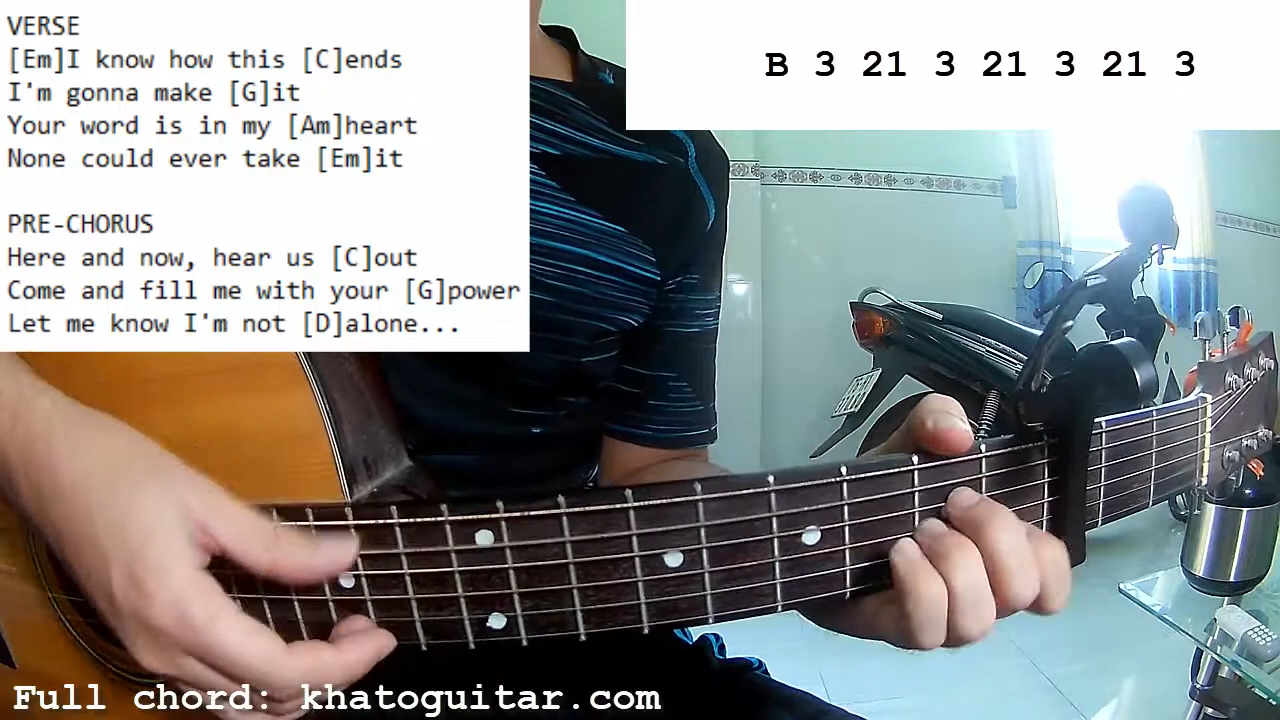 VERSE
[Em]I know how this [C]ends
I'm gonna make [G]it
Your word is in my [Am]heart
None could ever take [Em]it
PRE-CHORUS
Here and now, hear us [C]out
Come and fill me with your [G]power
Let me know I'm not [D]alone...
B 3 21 3 21 3 21 3
Full chord: khatoguitar.com